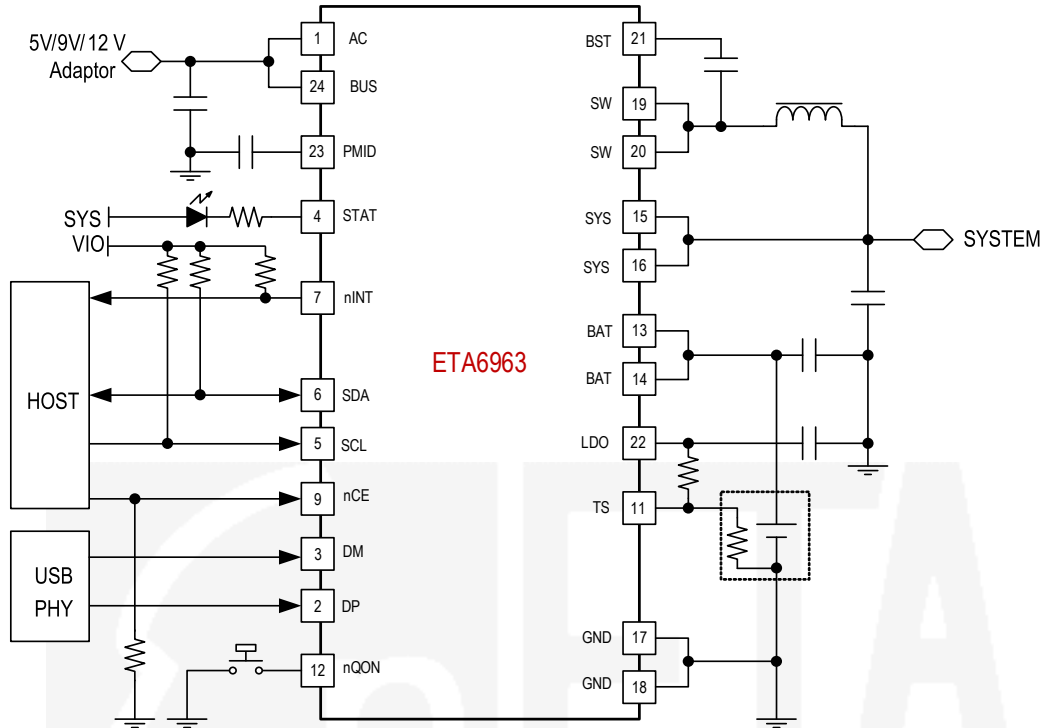 5V/9V/12 V
Adaptor
1 AC
24 BUS
23 PMID
SYS
4 STAT
VIO
7 nINT
HOST
6 SDA
5 SCL
9 nCE
USB
PHY
3 DM
2 DP
12 nQON
ETA6963
BST 21
SW 19
SW 20
SYS 15
SYS 16
SYSTEM
BAT 13
BAT 14
LDO 22
TS 11
GND 17
GND 18
ETA